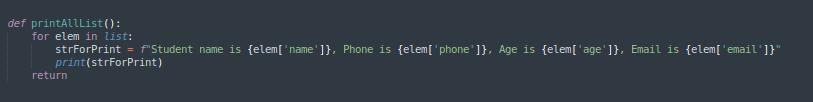 def printAllList():
    for elem in list:
        strForPrint = f"Student name is {elem['name']}, Phone is {elem['phone']}, Age is {elem['age']}, Email is {elem['email']}"
        print(strForPrint)
    return